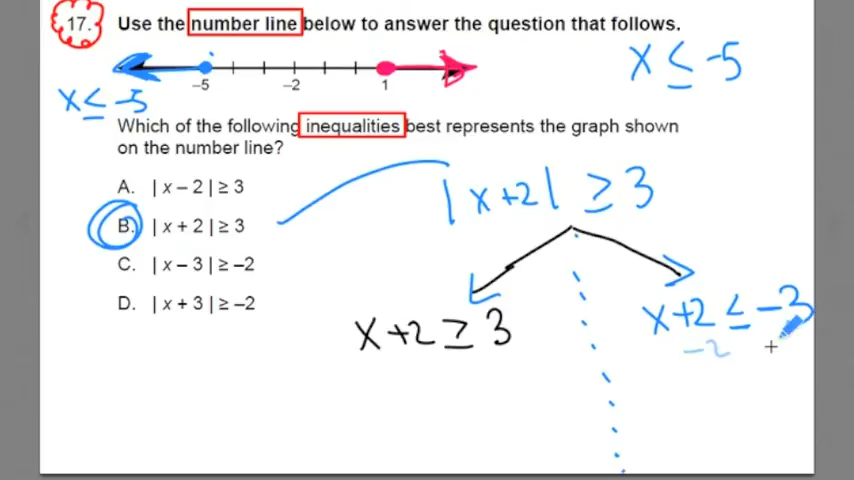 17. Use the number line below to answer the question that follows.
x ≤ -5
-5 -2 1
x ≤ -5
Which of the following inequalities best represents the graph shown
on the number line?
A. | x – 2 | ≥ 3
|x+2| ≥ 3
B. | x + 2 | ≥ 3
C. | x – 3 | ≥ –2
D. | x + 3 | ≥ –2
x+2 ≤ -3
x+2 ≥ 3
-2